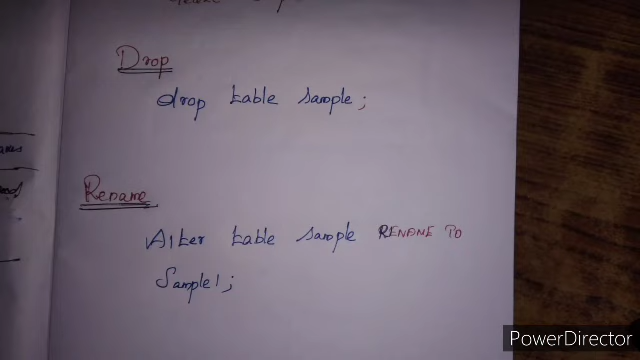 Drop
drop table sample;
Rename
Alter table sample RENAME TO
Sample1;
PowerDirector